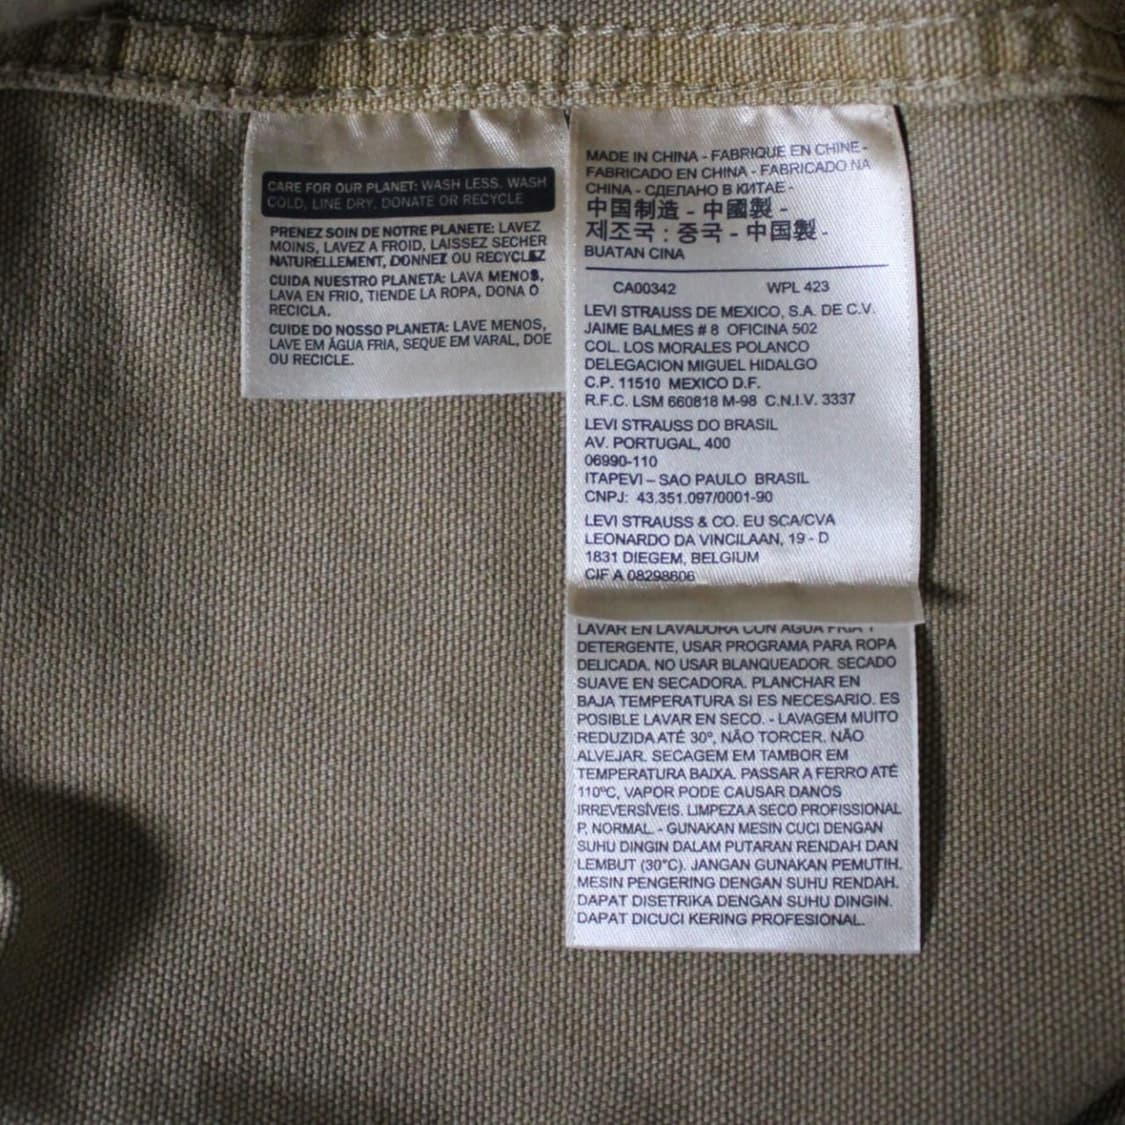 CARE FOR OUR PLANET: WASH LESS, WASH
COLD, LINE DRY, DONATE OR RECYCLE
PRENEZ SOIN DE NOTRE PLANETE: LAVEZ
MOINS, LAVEZ A FROID, LAISSEZ SECHER
NATURELLEMENT, DONNEZ OU RECYCLEZ
CUIDA NUESTRO PLANETA: LAVA MENOS,
LAVA EN FRIO, TIENDE LA ROPA, DONA O
RECICLA.
CUIDE DO NOSSO PLANETA: LAVE MENOS,
LAVE EM ÁGUA FRIA, SEQUE EM VARAL, DOE
OU RECICLE.
MADE IN CHINA - FABRIQUE EN CHINE -
FABRICADO EN CHINA - FABRICADO NA
CHINA - СДЕЛАНО В КИТАЕ -
中国制造 - 中國製 -
제조국 : 중국 - 中国製 -
BUATAN CINA
CA00342 WPL 423
LEVI STRAUSS DE MEXICO, S.A. DE C.V.
JAIME BALMES # 8 OFICINA 502
COL. LOS MORALES POLANCO
DELEGACION MIGUEL HIDALGO
C.P. 11510 MEXICO D.F.
R.F.C. LSM 660818 M-98 C.N.I.V. 3337
LEVI STRAUSS DO BRASIL
AV. PORTUGAL, 400
06990-110
ITAPEVI – SAO PAULO BRASIL
CNPJ: 43.351.097/0001-90
LEVI STRAUSS & CO. EU SCA/CVA
LEONARDO DA VINCILAAN, 19 - D
1831 DIEGEM, BELGIUM
CIF A 08298606
LAVAR EN LAVADORA CON AGUA FRIA Y
DETERGENTE, USAR PROGRAMA PARA ROPA
DELICADA. NO USAR BLANQUEADOR. SECADO
SUAVE EN SECADORA. PLANCHAR EN
BAJA TEMPERATURA SI ES NECESARIO. ES
POSIBLE LAVAR EN SECO. - LAVAGEM MUITO
REDUZIDA ATÉ 30º, NÃO TORCER. NÃO
ALVEJAR. SECAGEM EM TAMBOR EM
TEMPERATURA BAIXA. PASSAR A FERRO ATÉ
110ºC, VAPOR PODE CAUSAR DANOS
IRREVERSÍVEIS. LIMPEZA A SECO PROFISSIONAL
P, NORMAL. - GUNAKAN MESIN CUCI DENGAN
SUHU DINGIN DALAM PUTARAN RENDAH DAN
LEMBUT (30°C). JANGAN GUNAKAN PEMUTIH.
MESIN PENGERING DENGAN SUHU RENDAH.
DAPAT DISETRIKA DENGAN SUHU DINGIN.
DAPAT DICUCI KERING PROFESIONAL.